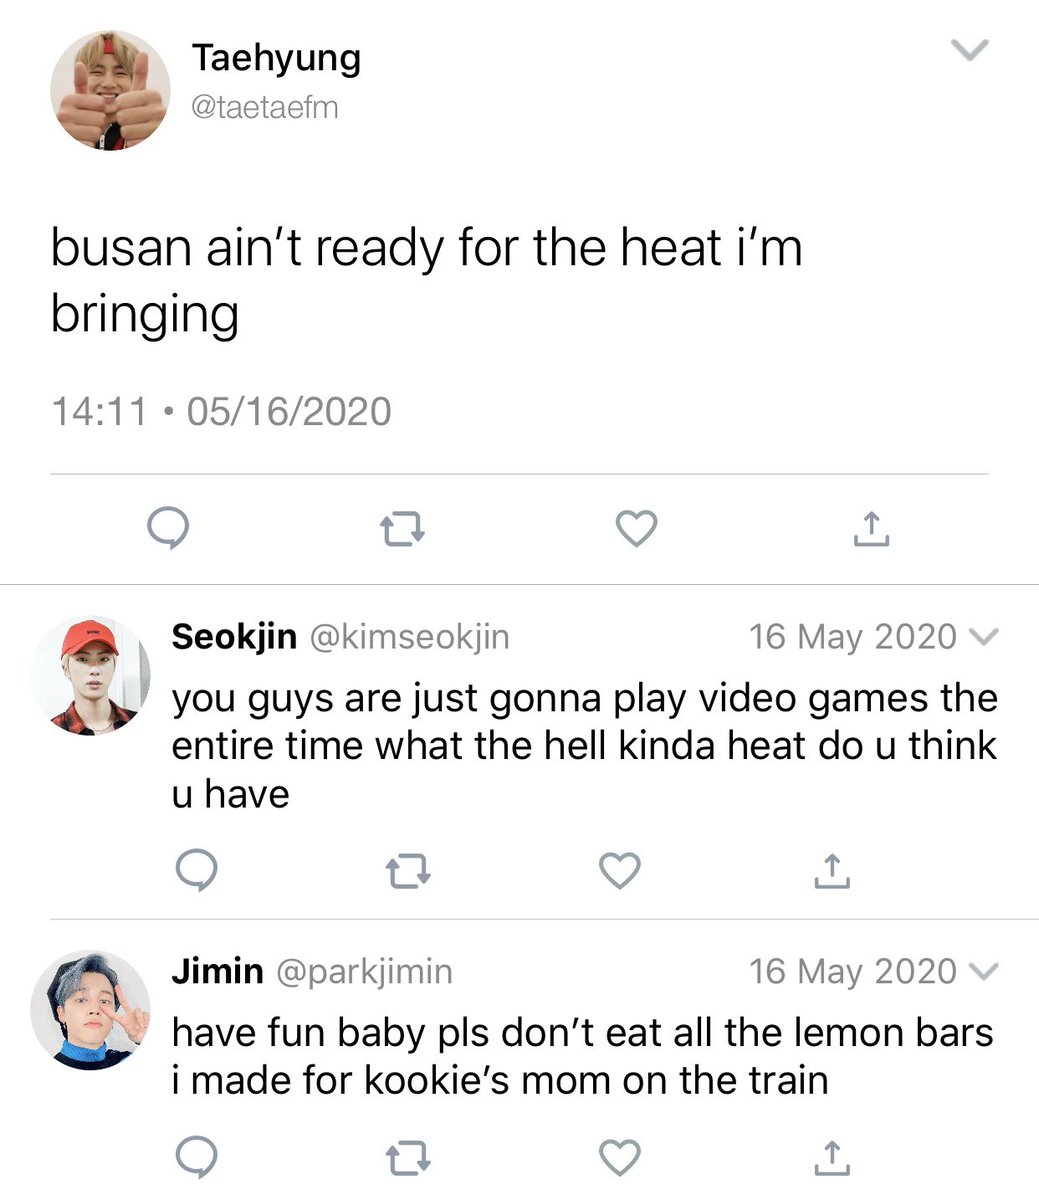 Taehyung
@taetaefm
busan ain’t ready for the heat i’m
bringing
14:11 • 05/16/2020
Seokjin @kimseokjin 16 May 2020
you guys are just gonna play video games the
entire time what the hell kinda heat do u think
u have
Jimin @parkjimin 16 May 2020
have fun baby pls don’t eat all the lemon bars
i made for kookie’s mom on the train